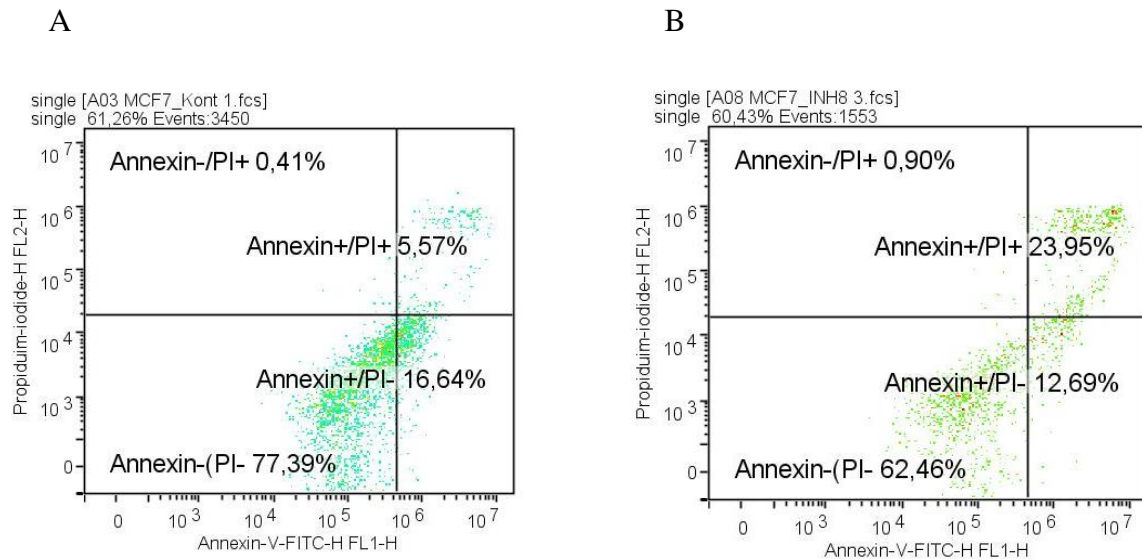 A
B
single [A03 MCF7_Kont 1.fcs]
single 61,26% Events:3450
10 7
10 6
10 5
10 4
10 3
0
Propiduim-iodide-H FL2-H
Annexin-/PI+ 0,41%
Annexin+/PI+ 5,57%
Annexin+/PI- 16,64%
Annexin-(PI- 77,39%
0 10 3 10 4 10 5 10 6 10 7
Annexin-V-FITC-H FL1-H
single [A08 MCF7_INH8 3.fcs]
single 60,43% Events:1553
10 7
10 6
10 5
10 4
10 3
0
Propiduim-iodide-H FL2-H
Annexin-/PI+ 0,90%
Annexin+/PI+ 23,95%
Annexin+/PI- 12,69%
Annexin-(PI- 62,46%
0 10 3 10 4 10 5 10 6 10 7
Annexin-V-FITC-H FL1-H